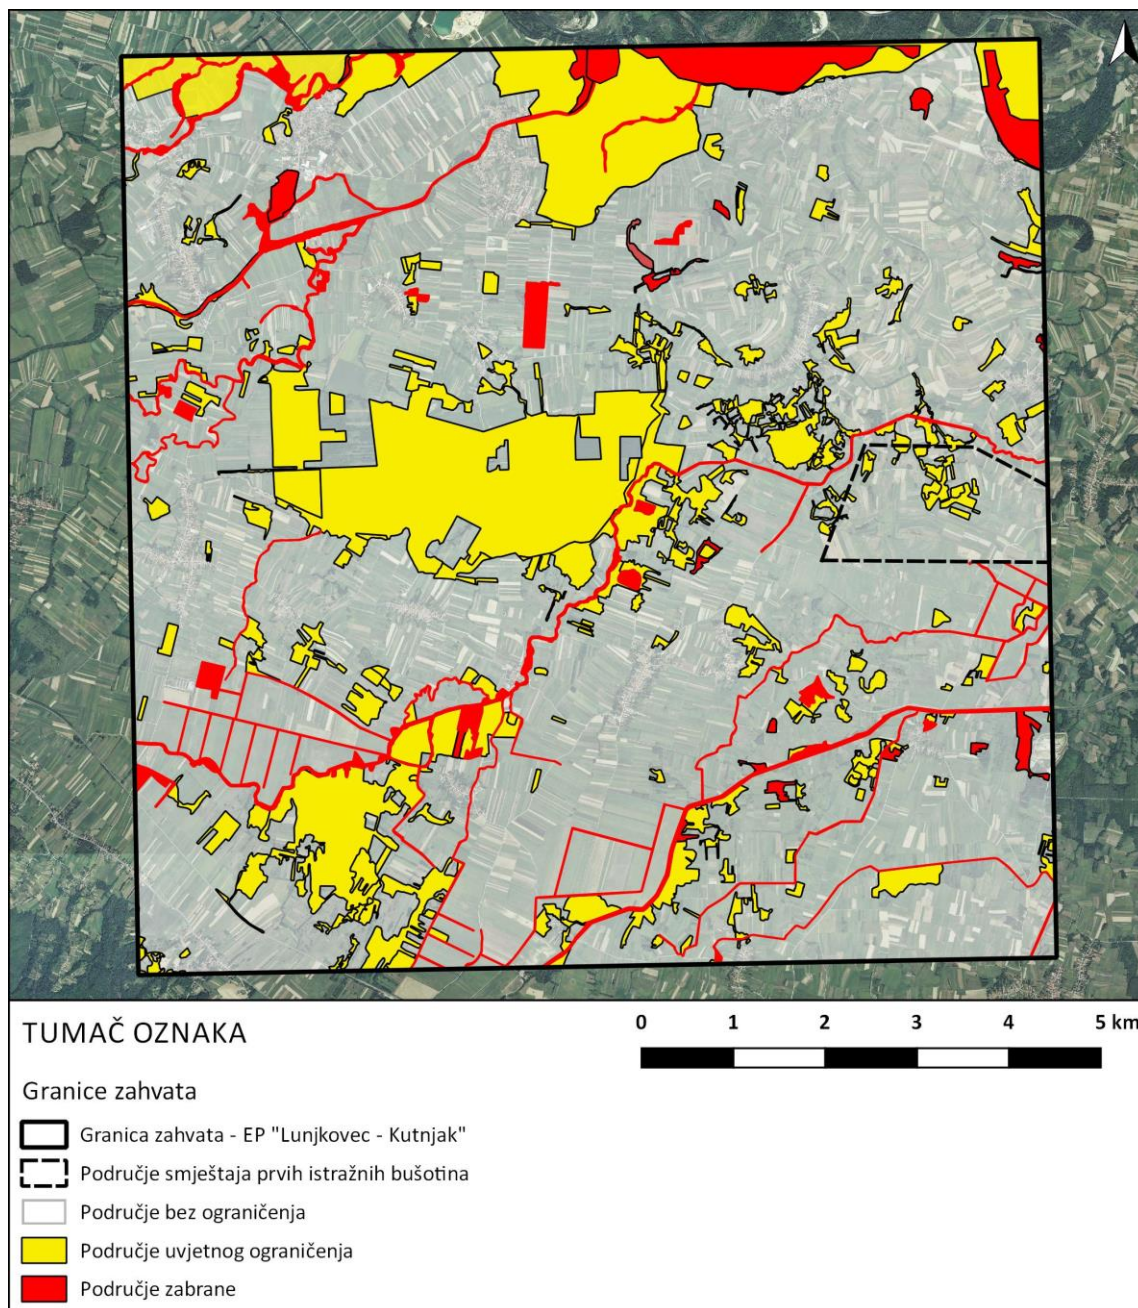 TUMAČ OZNAKA
0 1 2 3 4 5 km
Granice zahvata
Granica zahvata - EP "Lunjkovec - Kutnjak"
Područje smještaja prvih istražnih bušotina
Područje bez ograničenja
Područje uvjetnog ograničenja
Područje zabrane